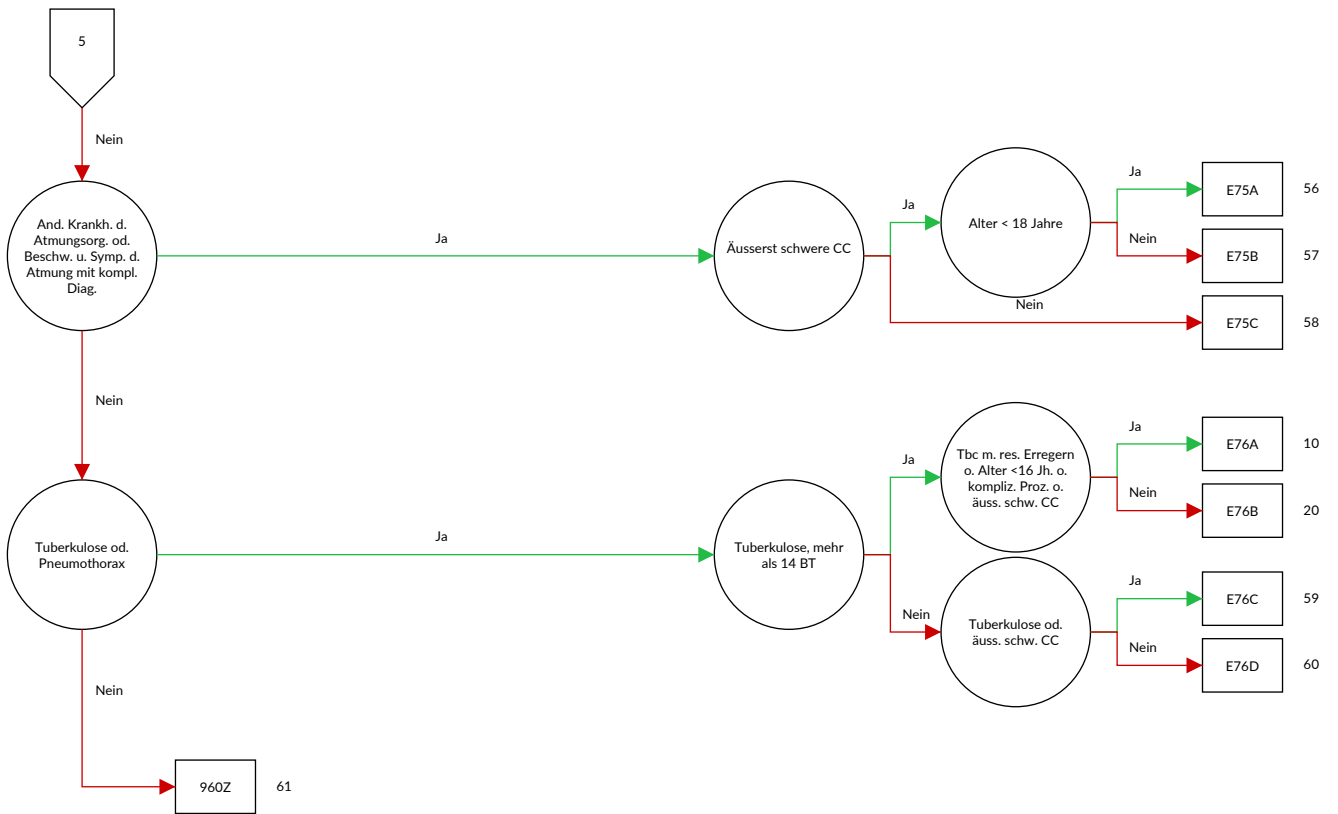 5
Nein
And. Krankh. d.
Atmungsorg. od.
Beschw. u. Symp. d.
Atmung mit kompl.
Diag.
Ja
Äusserst schwere CC
Ja
Alter < 18 Jahre
Ja
E75A
56
Nein
E75B
57
Nein
E75C
58
Nein
Tuberkulose od.
Pneumothorax
Ja
Tuberkulose, mehr
als 14 BT
Ja
Tbc m. res. Erregern
o. Alter <16 Jh. o.
kompliz. Proz. o.
äuss. schw. CC
Ja
E76A
10
Nein
E76B
20
Nein
Tuberkulose od.
äuss. schw. CC
Ja
E76C
59
Nein
E76D
60
Nein
960Z
61